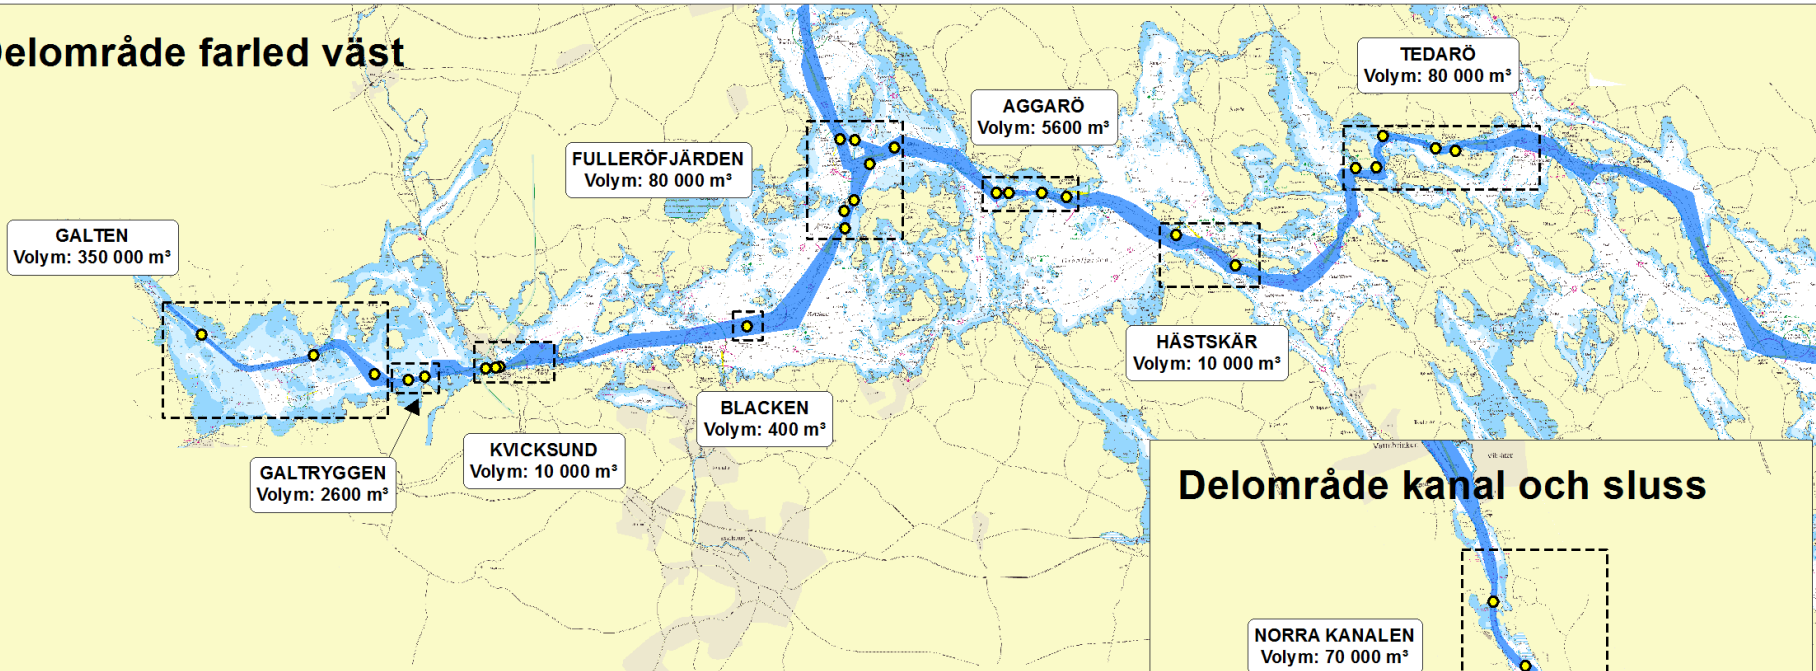 Delområde farled väst
TEDARÖ
Volym: 80 000 m³
AGGARÖ
Volym: 5600 m³
FULLERÖFJÄRDEN
Volym: 80 000 m³
GALTEN
Volym: 350 000 m³
HÄSTSKÄR
Volym: 10 000 m³
BLACKEN
Volym: 400 m³
KVICKSUND
Volym: 10 000 m³
GALTRYGGEN
Volym: 2600 m³
Delområde kanal och sluss
NORRA KANALEN
Volym: 70 000 m³